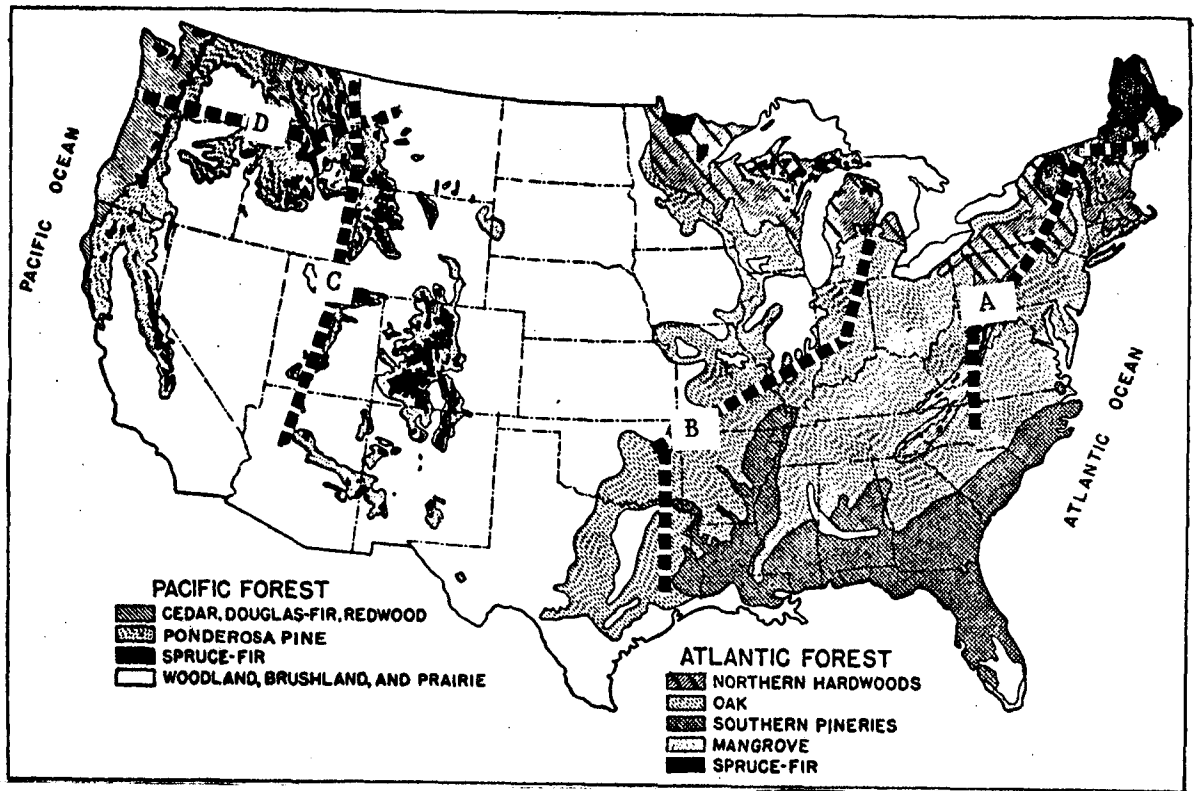 PACIFIC OCEAN
D
C
A
B
ATLANTIC OCEAN
PACIFIC FOREST
CEDAR, DOUGLAS-FIR, REDWOOD
PONDEROSA PINE
SPRUCE-FIR
WOODLAND, BRUSHLAND, AND PRAIRIE
ATLANTIC FOREST
NORTHERN HARDWOODS
OAK
SOUTHERN PINERIES
MANGROVE
SPRUCE-FIR